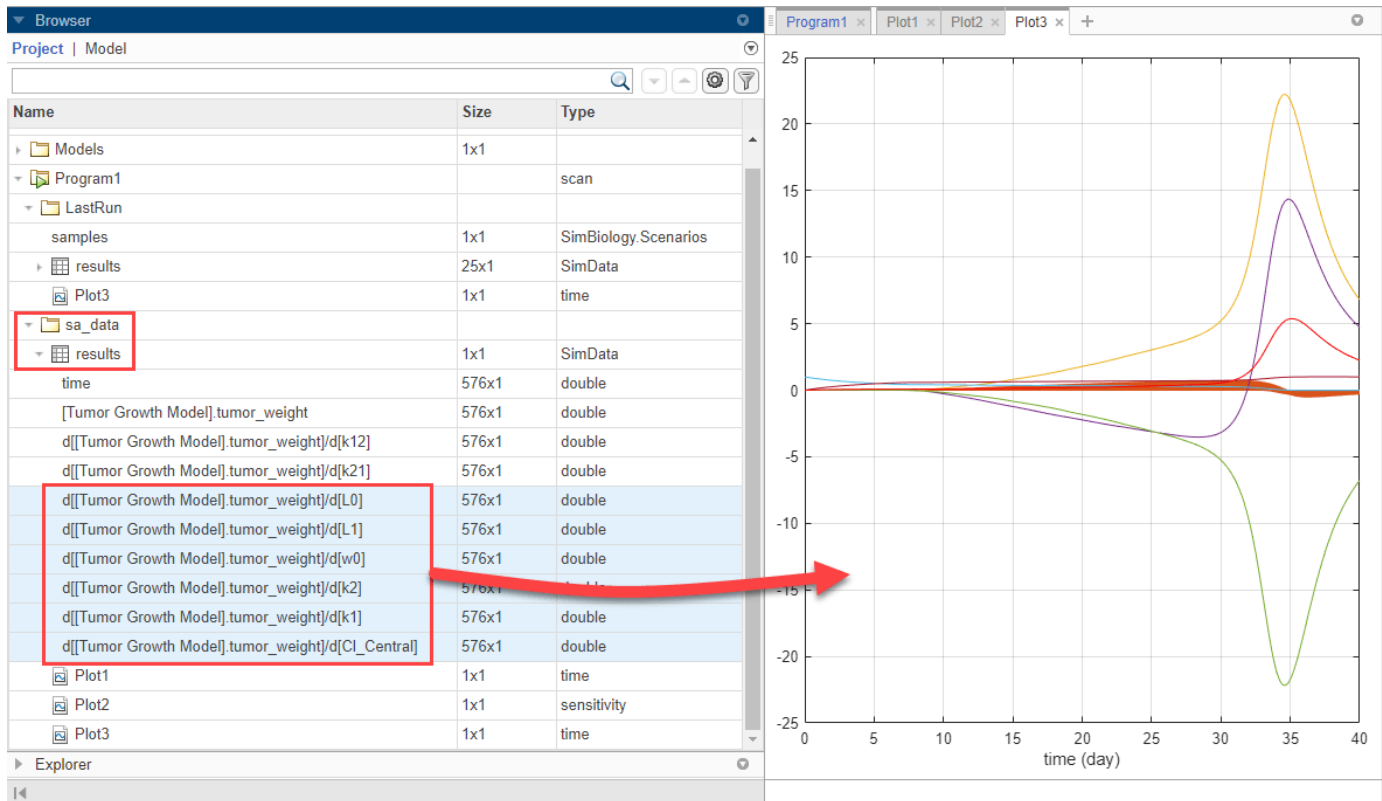 Browser
Project | Model
Name Size Type
Models 1x1
Program1 scan
LastRun
samples 1x1 SimBiology.Scenarios
results 25x1 SimData
Plot3 1x1 time
sa_data
results 1x1 SimData
time 576x1 double
[Tumor Growth Model].tumor_weight 576x1 double
d[[Tumor Growth Model].tumor_weight]/d[k12] 576x1 double
d[[Tumor Growth Model].tumor_weight]/d[k21] 576x1 double
d[[Tumor Growth Model].tumor_weight]/d[L0] 576x1 double
d[[Tumor Growth Model].tumor_weight]/d[L1] 576x1 double
d[[Tumor Growth Model].tumor_weight]/d[w0] 576x1 double
d[[Tumor Growth Model].tumor_weight]/d[k2] 576x1
d[[Tumor Growth Model].tumor_weight]/d[k1] 576x1 double
d[[Tumor Growth Model].tumor_weight]/d[Cl_Central] 576x1 double
Plot1 1x1 time
Plot2 1x1 sensitivity
Plot3 1x1 time
Explorer
Program1 × Plot1 × Plot2 × Plot3 × +
25
20
15
10
5
0
-5
-10
-15
-20
-25
0 5 10 15 20 25 30 35 40
time (day)